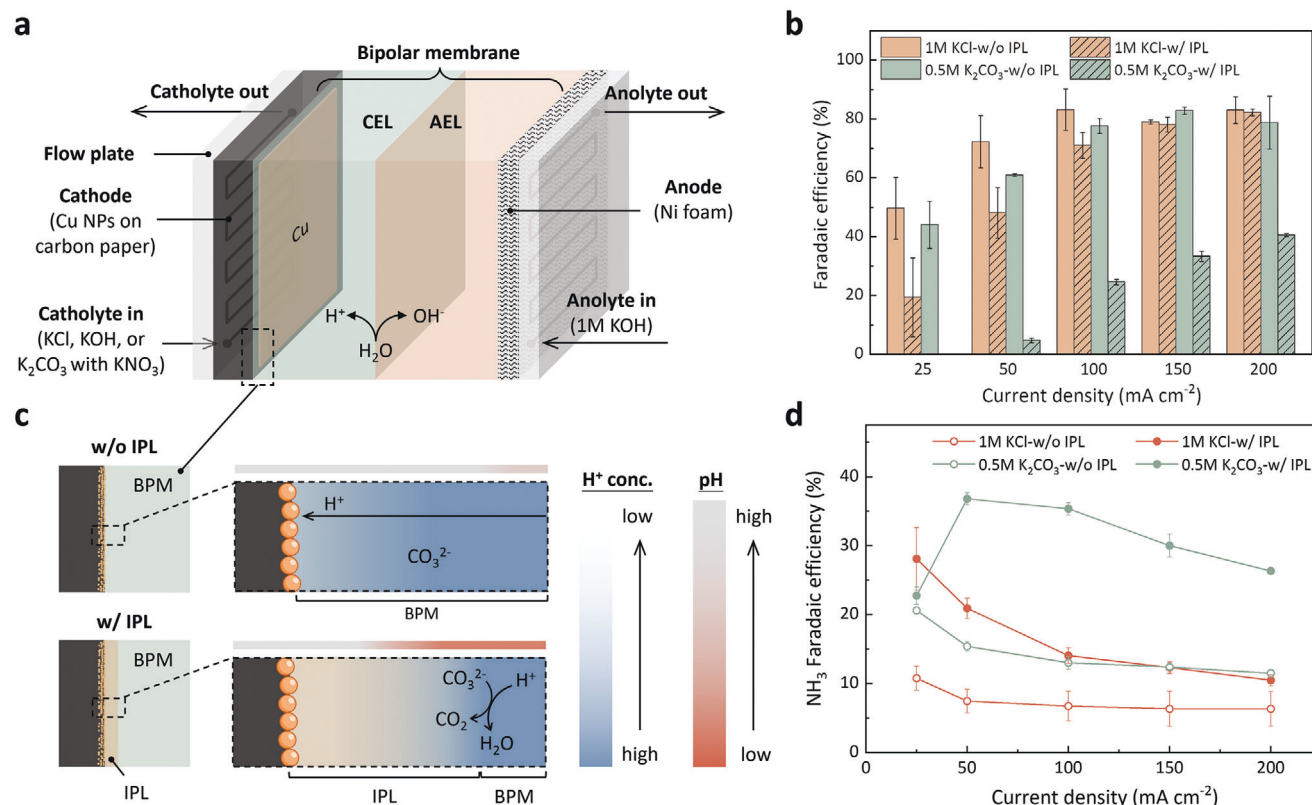 a
Bipolar membrane
Catholyte out
Anolyte out
CEL
AEL
Flow plate
Cathode
(Cu NPs on
carbon paper)
Cu
Anode
(Ni foam)
Catholyte in
(KCl, KOH, or
K₂CO₃ with KNO₃)
H⁺
OH⁻
H₂O
Anolyte in
(1M KOH)
b
1M KCl-w/o IPL
1M KCl-w/ IPL
0.5M K₂CO₃-w/o IPL
0.5M K₂CO₃-w/ IPL
Faradaic efficiency (%)
100
80
60
40
20
0
25 50 100 150 200
Current density (mA cm⁻²)
c
w/o IPL
BPM
H⁺
CO₃²⁻
BPM
w/ IPL
BPM
IPL
CO₃²⁻
H⁺
CO₂
H₂O
IPL
BPM
H⁺ conc.
low
high
pH
high
low
d
1M KCl-w/o IPL
1M KCl-w/ IPL
0.5M K₂CO₃-w/o IPL
0.5M K₂CO₃-w/ IPL
NH₃ Faradaic efficiency (%)
40
30
20
10
0
0 50 100 150 200
Current density (mA cm⁻²)